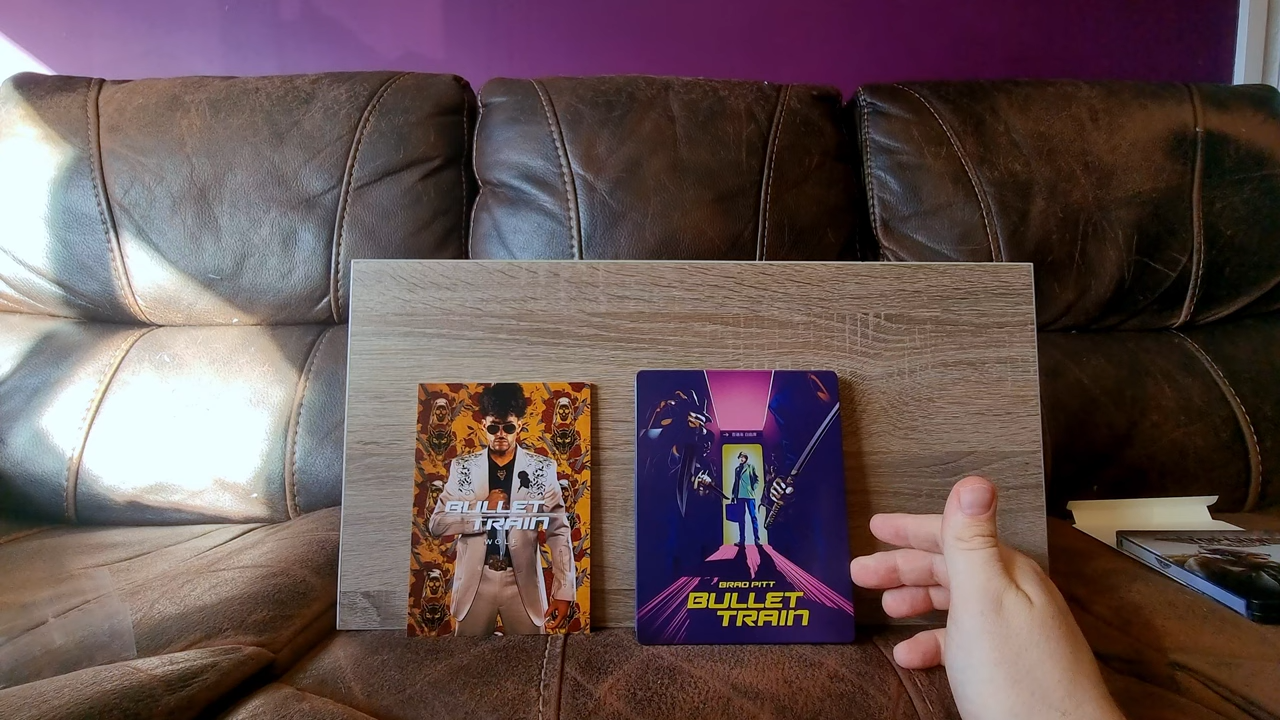 BULLET
TRAIN
WOLF
BRAD PITT
BULLET
TRAIN